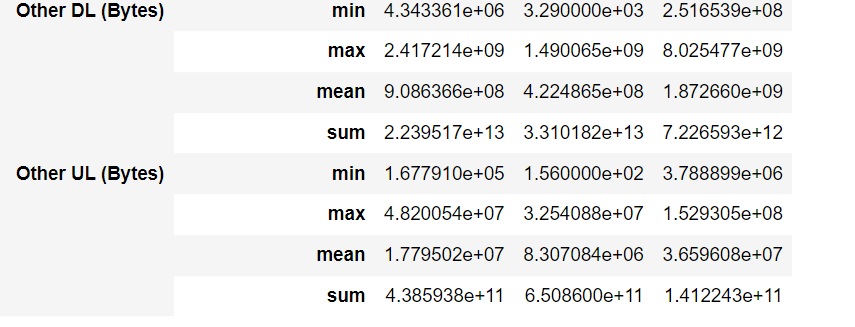 Other DL (Bytes) min 4.343361e+06 3.290000e+03 2.516539e+08
max 2.417214e+09 1.490065e+09 8.025477e+09
mean 9.086366e+08 4.224865e+08 1.872660e+09
sum 2.239517e+13 3.310182e+13 7.226593e+12
Other UL (Bytes) min 1.677910e+05 1.560000e+02 3.788899e+06
max 4.820054e+07 3.254088e+07 1.529305e+08
mean 1.779502e+07 8.307084e+06 3.659608e+07
sum 4.385938e+11 6.508600e+11 1.412243e+11